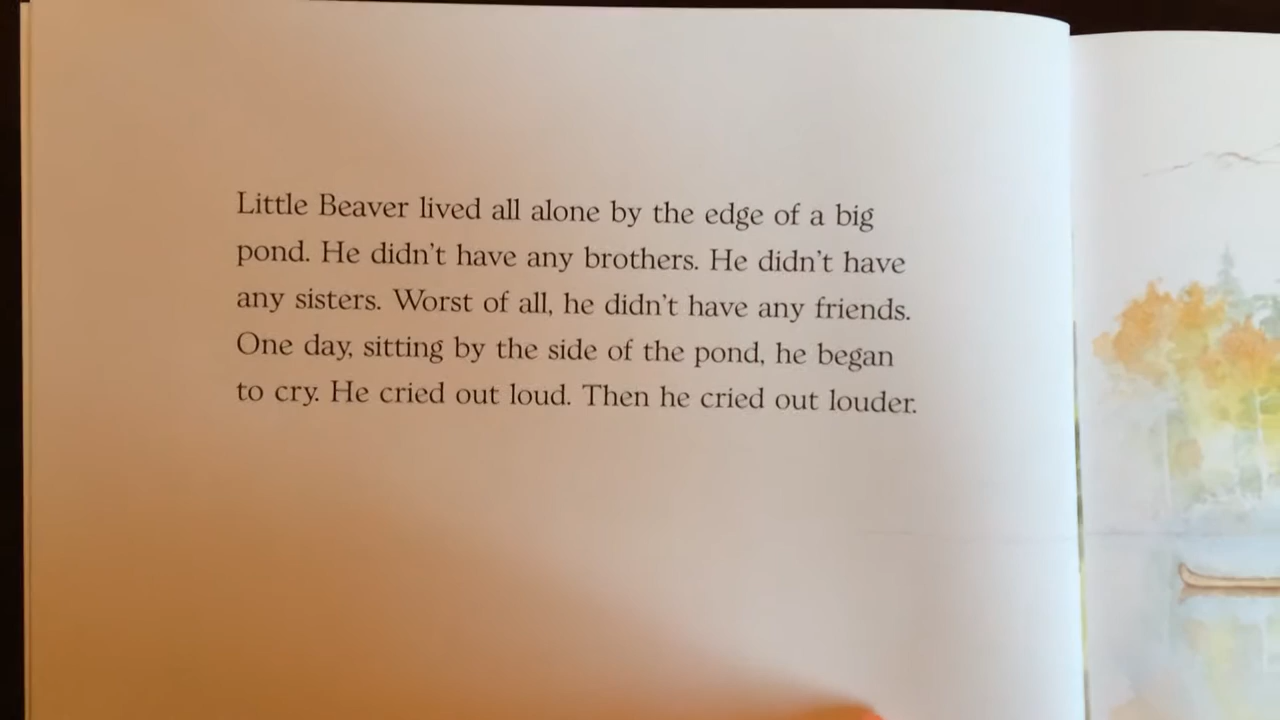 Little Beaver lived all alone by the edge of a big
pond. He didn't have any brothers. He didn't have
any sisters. Worst of all, he didn't have any friends.
One day, sitting by the side of the pond, he began
to cry. He cried out loud. Then he cried out louder.